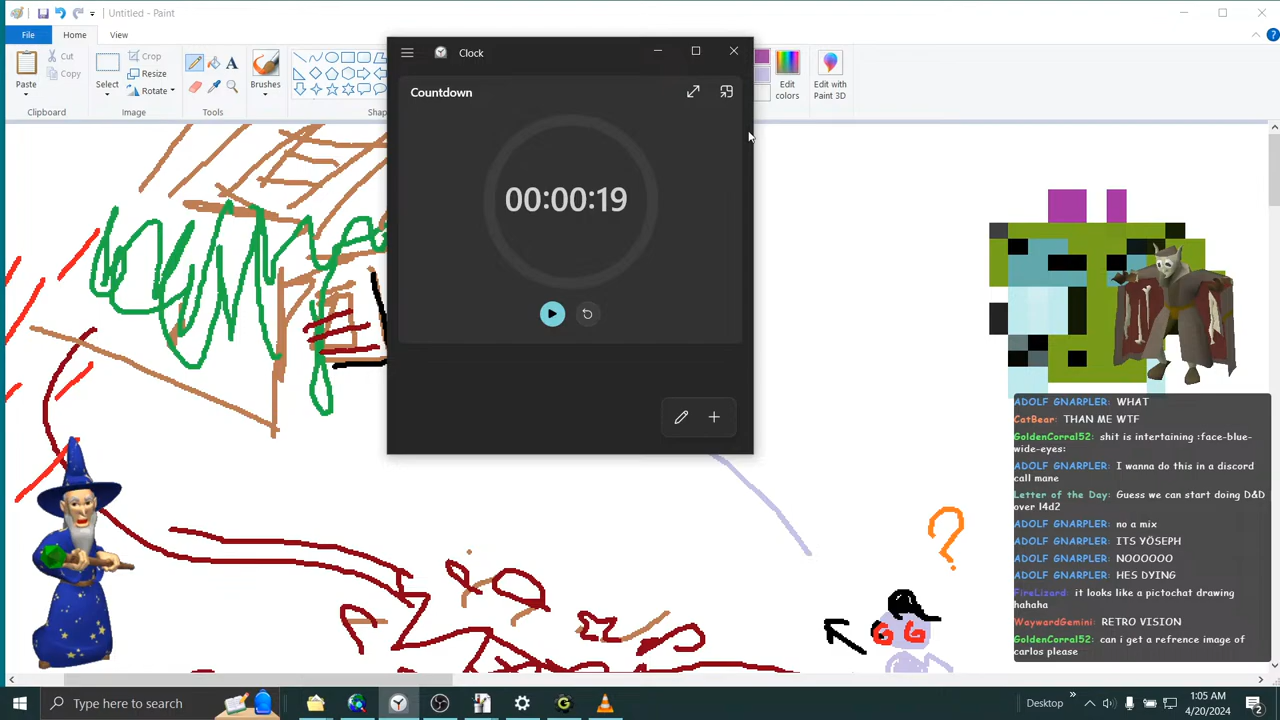 Untitled - Paint
Clock
File
Home
View
Paste
Cut
Copy
Clipboard
Select
Crop
Resize
Rotate
Image
A
Tools
Brushes
Shap
Edit
colors
Edit with
Paint 3D
Countdown
00:00:19
?
ADOLF GNARPLER: WHAT
CatBear: THAN ME WTF
GoldenCorral52: shit is intertaining :face-blue-
wide-eyes:
ADOLF GNARPLER: I wanna do this in a discord
call mane
Letter of the Day: Guess we can start doing D&D
over l4d2
ADOLF GNARPLER: no a mix
ADOLF GNARPLER: ITS YÖSEPH
ADOLF GNARPLER: NOOOOOO
ADOLF GNARPLER: HES DYING
FireLizard: it looks like a pictochat drawing
hahaha
WaywardGemini: RETRO VISION
GoldenCorral52: can i get a refrence image of
carlos please
Type here to search
Desktop
1:05 AM
4/20/2024
2